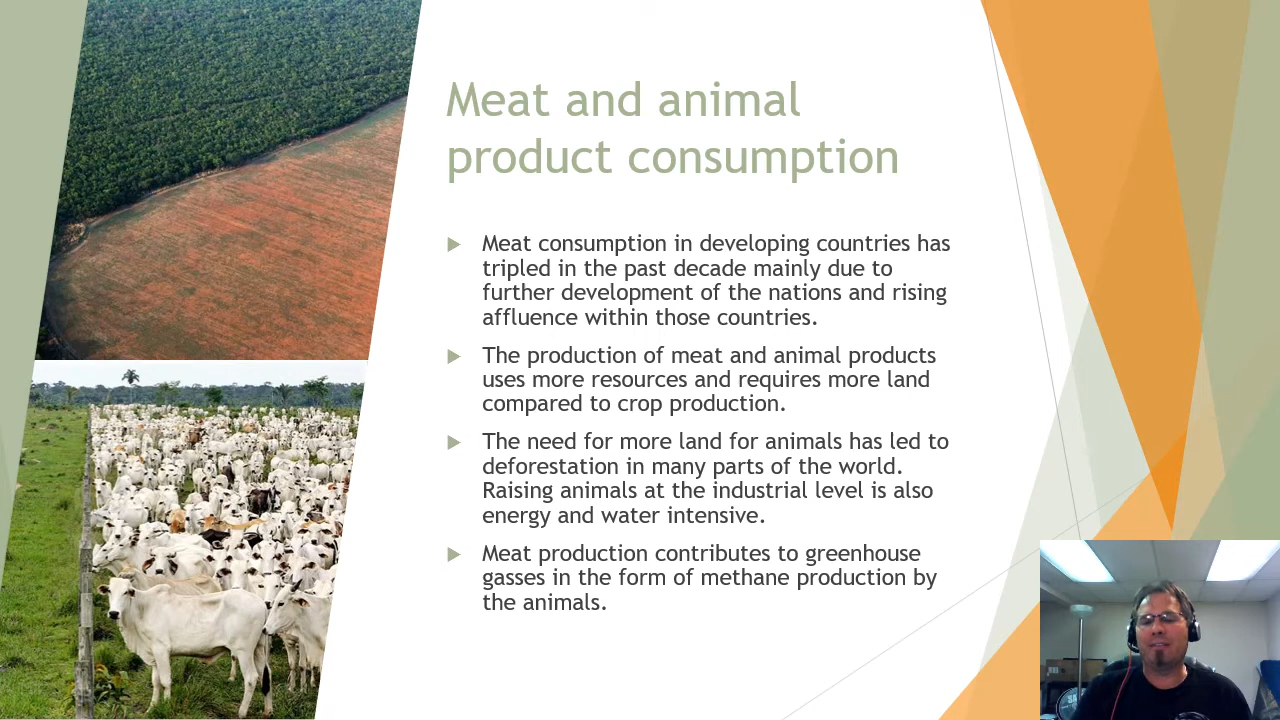 Meat and animal
product consumption
Meat consumption in developing countries has
tripled in the past decade mainly due to
further development of the nations and rising
affluence within those countries.
The production of meat and animal products
uses more resources and requires more land
compared to crop production.
The need for more land for animals has led to
deforestation in many parts of the world.
Raising animals at the industrial level is also
energy and water intensive.
Meat production contributes to greenhouse
gasses in the form of methane production by
the animals.